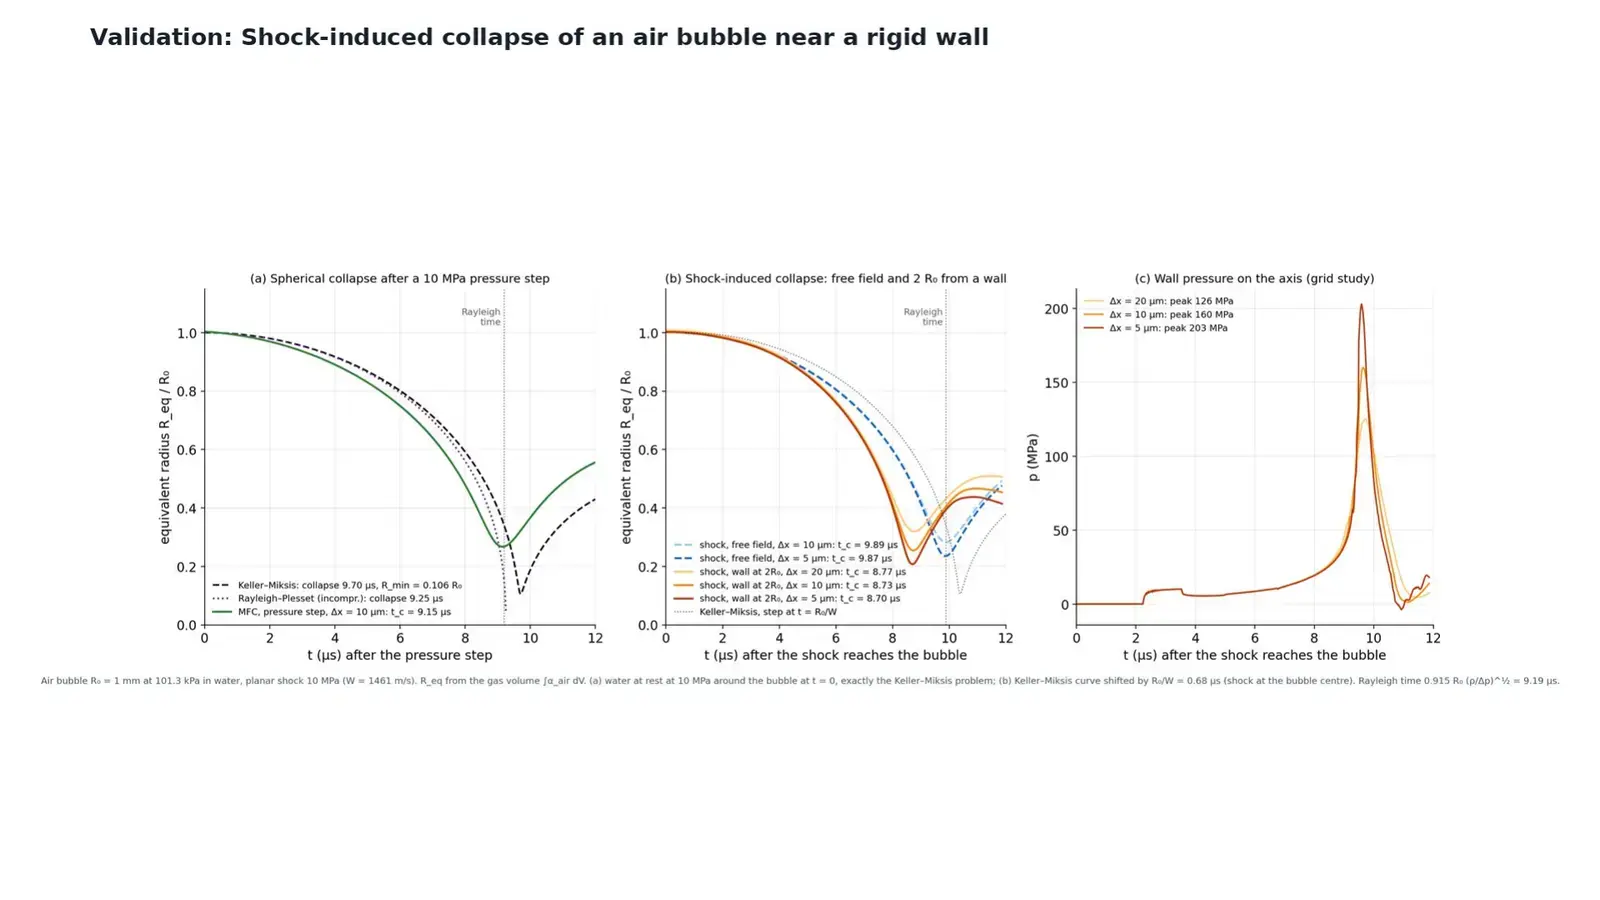 Validation: Shock-induced collapse of an air bubble near a rigid wall
(a) Spherical collapse after a 10 MPa pressure step
Rayleigh
time
1.0
0.8
0.6
0.4
0.2
0.0
equivalent radius R_eq / R₀
Keller–Miksis: collapse 9.70 µs, R_min = 0.106 R₀
Rayleigh–Plesset (incompr.): collapse 9.25 µs
MFC, pressure step, Δx = 10 µm: t_c = 9.15 µs
0 2 4 6 8 10 12
t (µs) after the pressure step
(b) Shock-induced collapse: free field and 2 R₀ from a wall
Rayleigh
time
1.0
0.8
0.6
0.4
0.2
0.0
equivalent radius R_eq / R₀
shock, free field, Δx = 10 µm: t_c = 9.89 µs
shock, free field, Δx = 5 µm: t_c = 9.87 µs
shock, wall at 2R₀, Δx = 20 µm: t_c = 8.77 µs
shock, wall at 2R₀, Δx = 10 µm: t_c = 8.73 µs
shock, wall at 2R₀, Δx = 5 µm: t_c = 8.70 µs
Keller–Miksis, step at t = R₀/W
0 2 4 6 8 10 12
t (µs) after the shock reaches the bubble
(c) Wall pressure on the axis (grid study)
Δx = 20 µm: peak 126 MPa
Δx = 10 µm: peak 160 MPa
Δx = 5 µm: peak 203 MPa
200
150
100
50
0
p (MPa)
0 2 4 6 8 10 12
t (µs) after the shock reaches the bubble
Air bubble R₀ = 1 mm at 101.3 kPa in water, planar shock 10 MPa (W = 1461 m/s). R_eq from the gas volume ∫α_air dV. (a) water at rest at 10 MPa around the bubble at t = 0, exactly the Keller–Miksis problem; (b) Keller–Miksis curve shifted by R₀/W = 0.68 µs (shock at the bubble centre). Rayleigh time 0.915 R₀ (ρ/Δp)^½ = 9.19 µs.